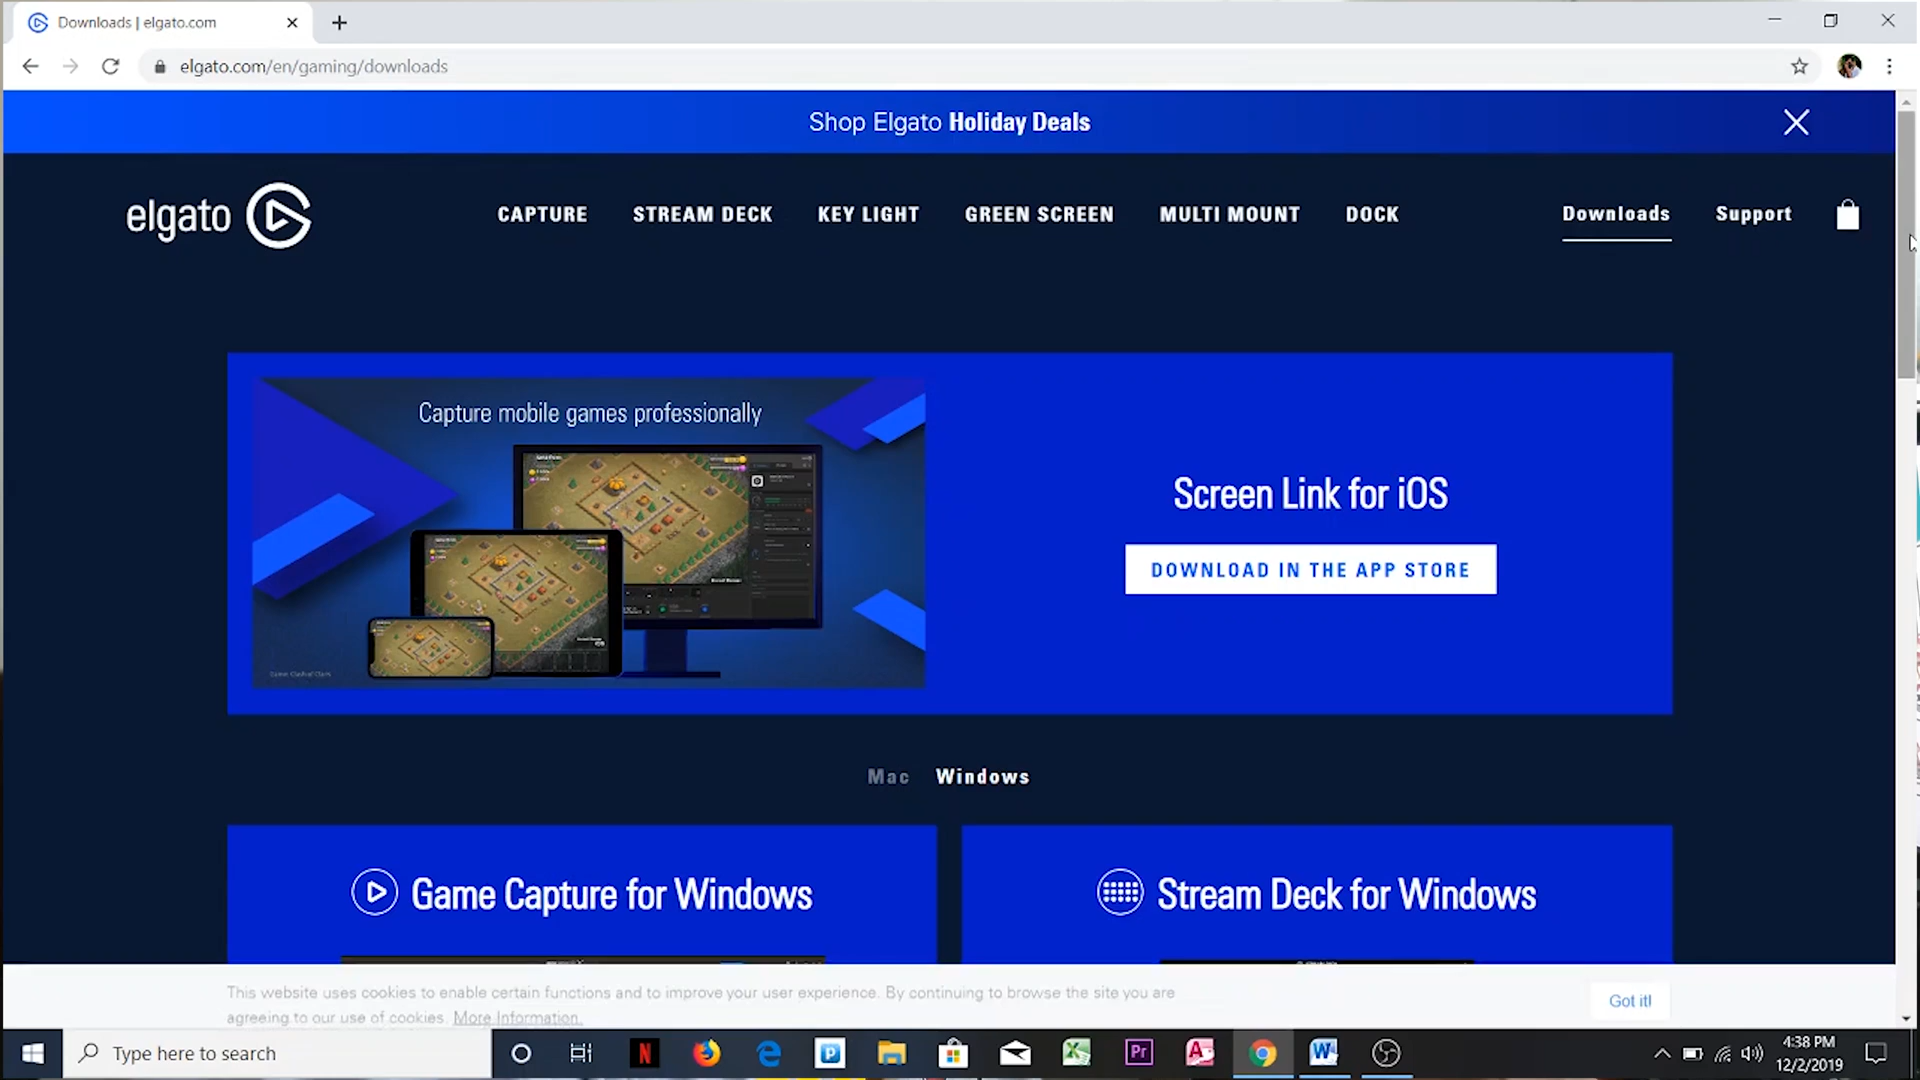 Downloads | elgato.com
elgato.com/en/gaming/downloads
Shop Elgato Holiday Deals
elgato
CAPTURE STREAM DECK KEY LIGHT GREEN SCREEN MULTI MOUNT DOCK Downloads Support
Capture mobile games professionally
Screen Link for iOS
DOWNLOAD IN THE APP STORE
Mac Windows
Game Capture for Windows
Stream Deck for Windows
This website uses cookies to enable certain functions and to improve your user experience. By continuing to browse the site you are
agreeing to our use of cookies. More Information.
Got it!
Type here to search
4:38 PM
12/2/2019